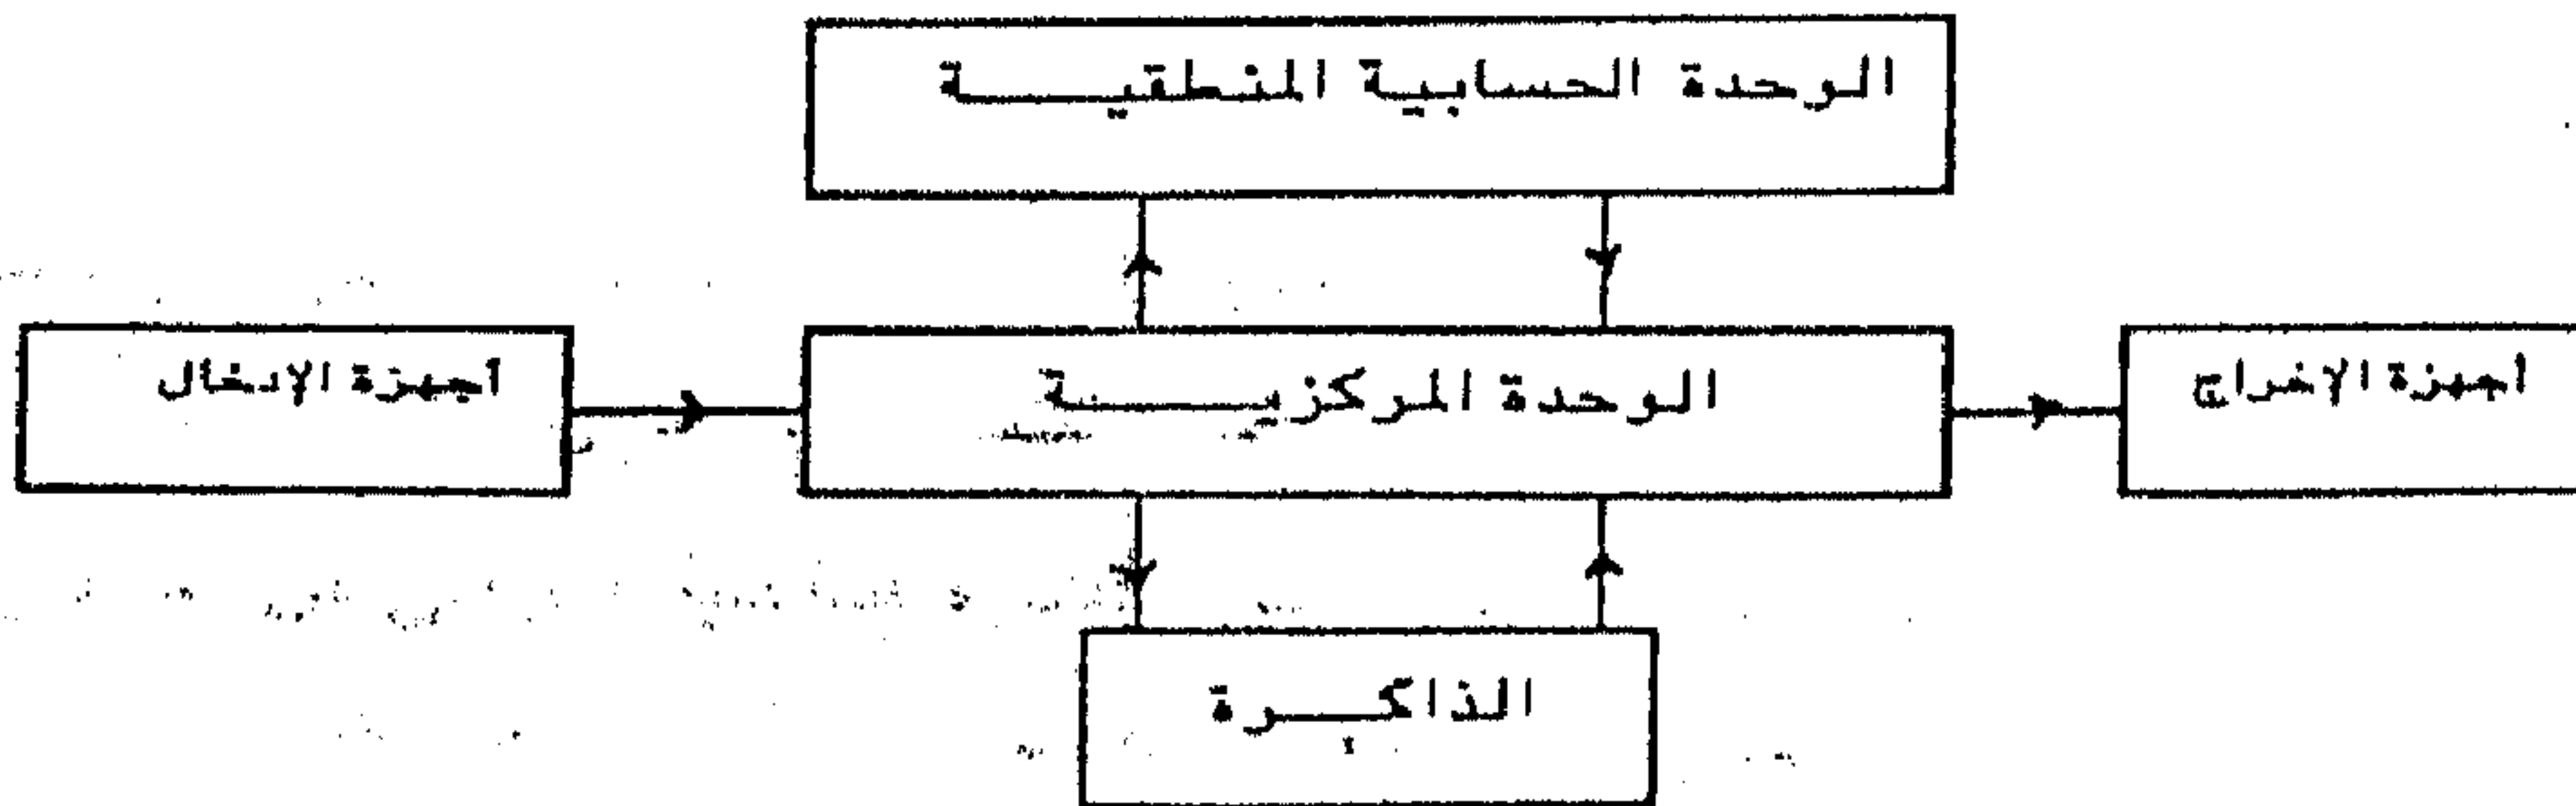 الوحدة الحسابية المنطقية
أجهزة الإدخال
الوحدة المركزية
أجهزة الإخراج
الذاكرة